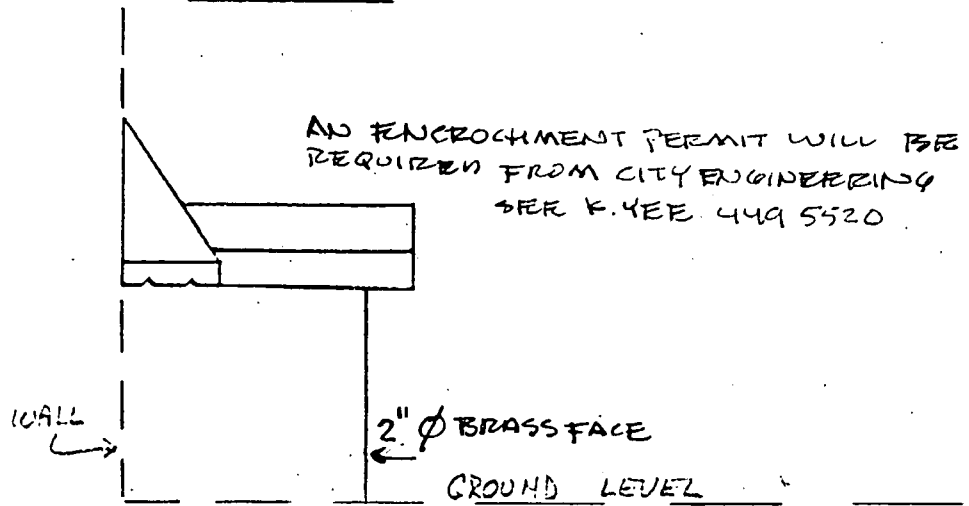 AN ENCROCHMENT PERMIT WILL BE
REQUIRED FROM CITY ENGINEERING
SEE K. YEE 449 5520
WALL
2" Ø BRASS FACE
GROUND LEVEL